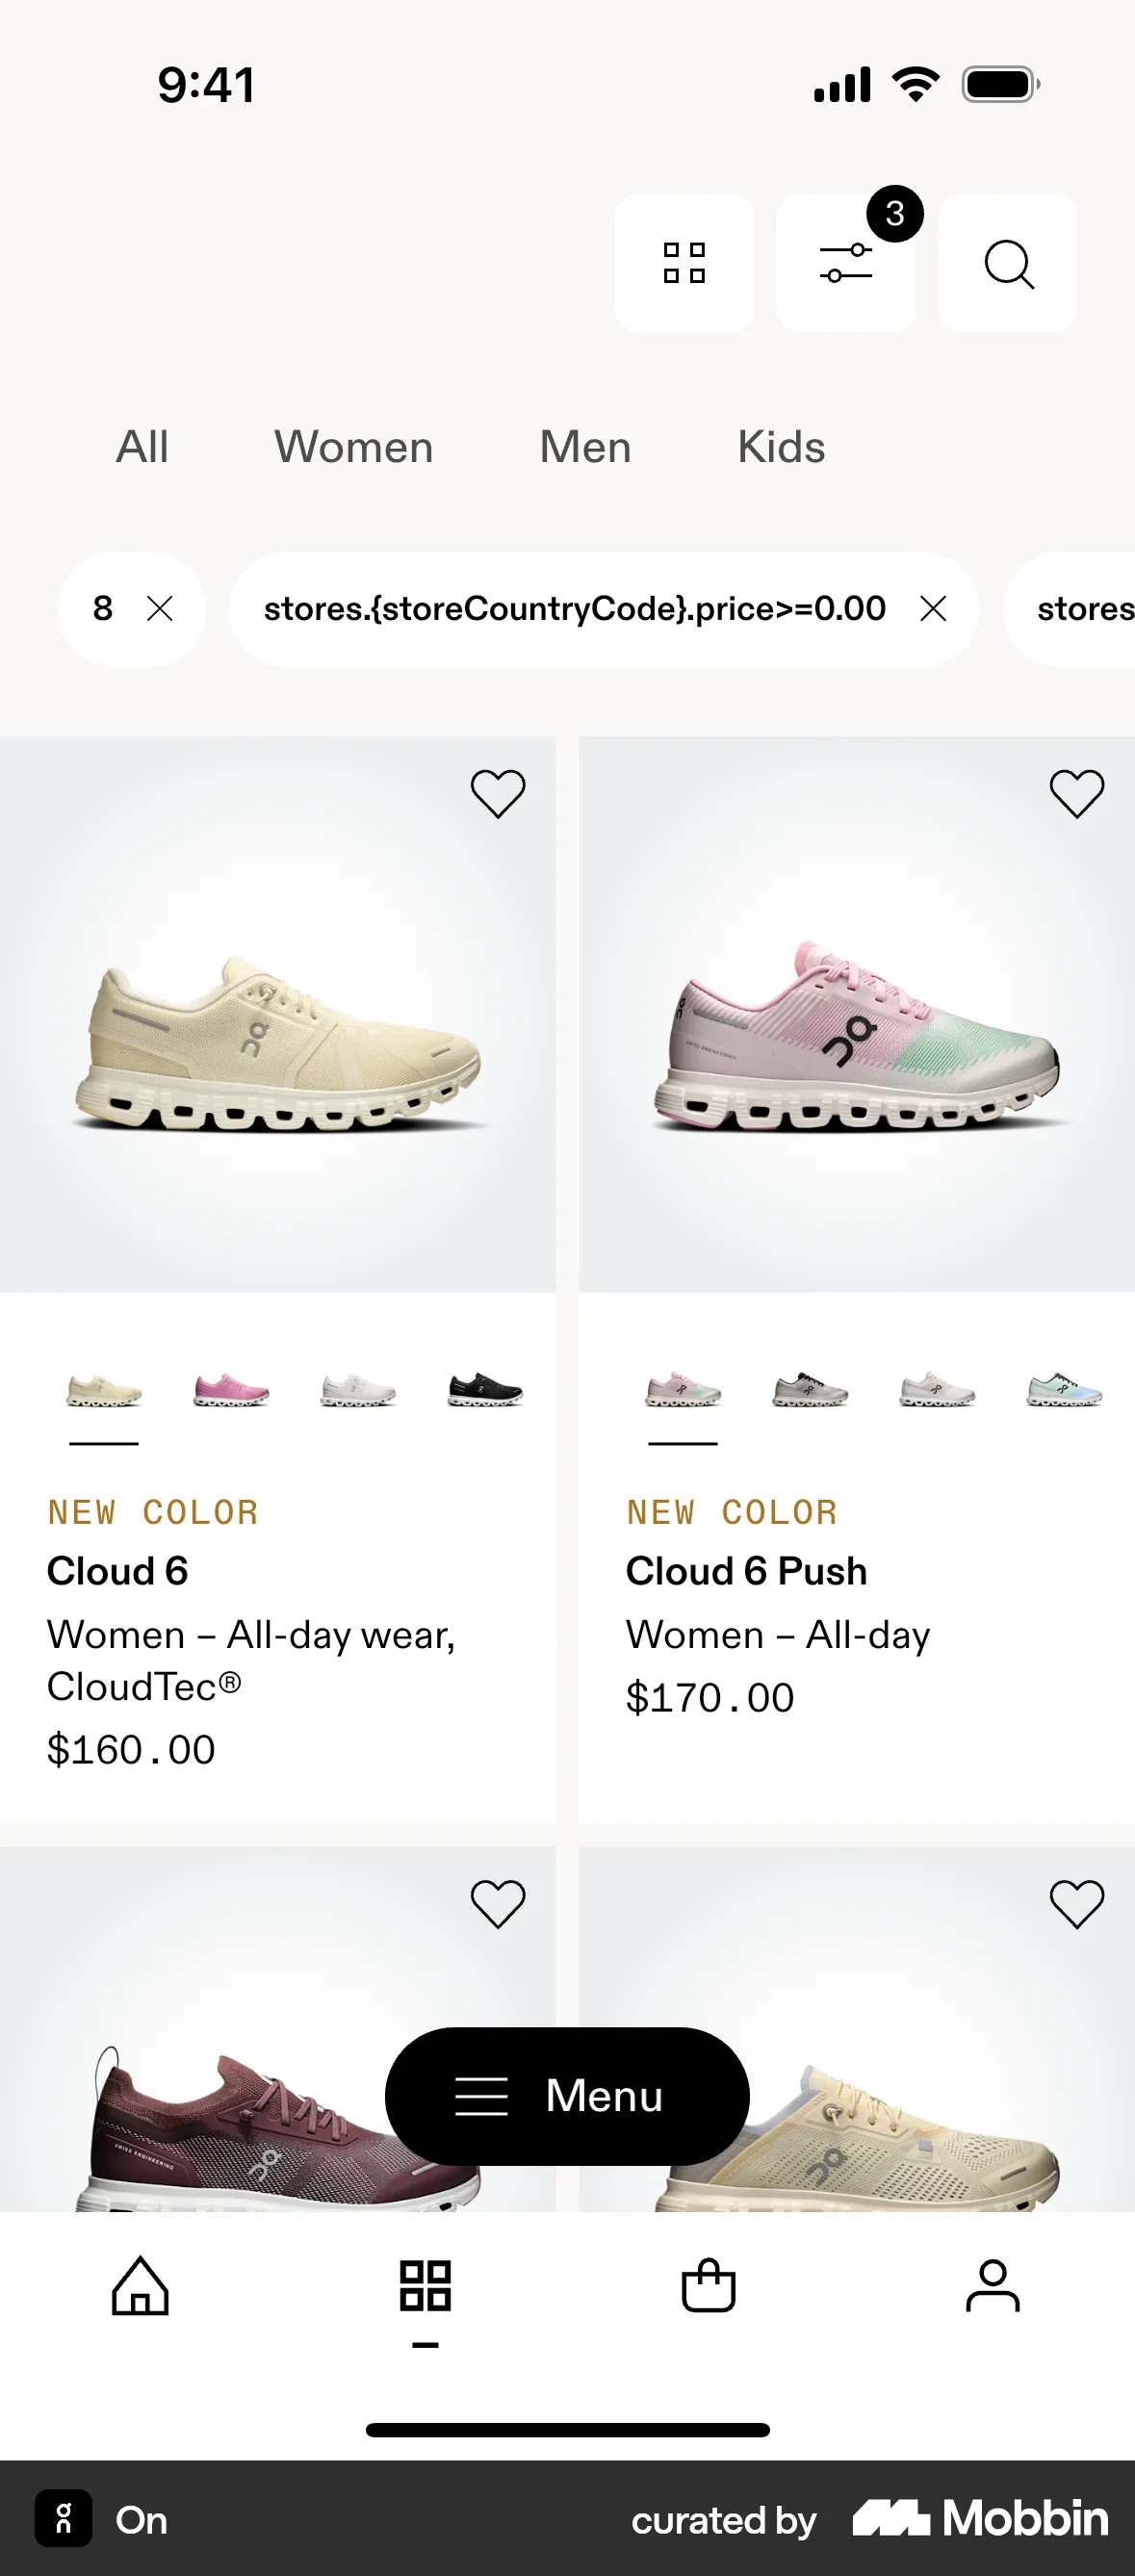 9:41
3
All Women Men Kids
8 stores.{storeCountryCode}.price>=0.00 stores
NEW COLOR
Cloud 6
Women – All-day wear,
CloudTec®
$160.00
NEW COLOR
Cloud 6 Push
Women – All-day
$170.00
Menu
On curated by Mobbin